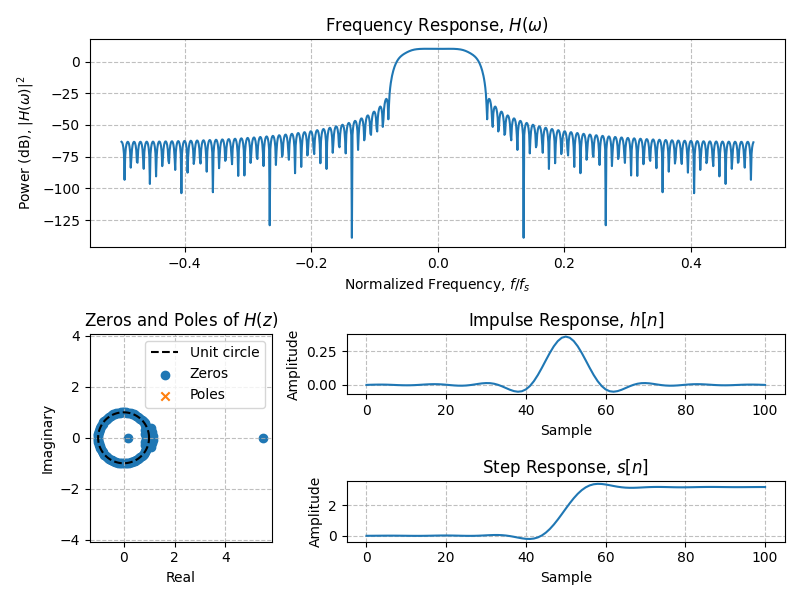 Frequency Response, H(ω)
Power (dB), |H(ω)|²
0
−25
−50
−75
−100
−125
−0.4
−0.2
0.0
0.2
0.4
Normalized Frequency, f/fₛ
Zeros and Poles of H(z)
Imaginary
4
2
0
−2
−4
Unit circle
Zeros
Poles
0
2
4
Real
Impulse Response, h[n]
Amplitude
0.25
0.00
0
20
40
60
80
100
Sample
Step Response, s[n]
Amplitude
2
0
0
20
40
60
80
100
Sample